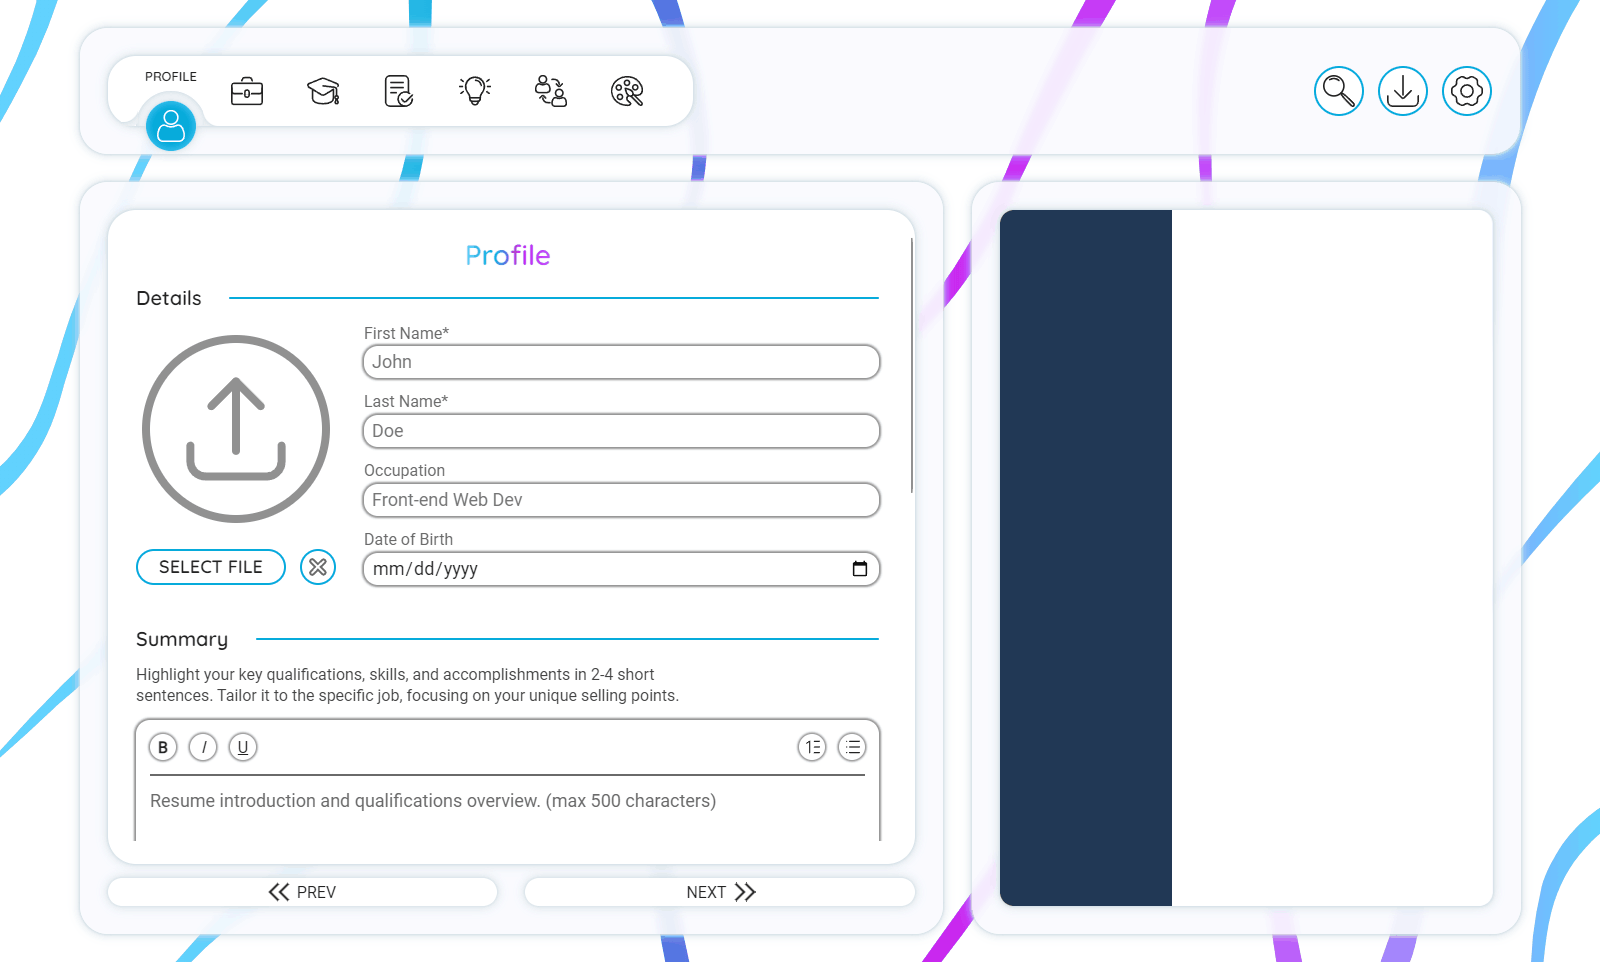 PROFILE
Profile
Details
First Name*
John
Last Name*
Doe
Occupation
Front-end Web Dev
Date of Birth
mm/dd/yyyy
SELECT FILE
Summary
Highlight your key qualifications, skills, and accomplishments in 2-4 short
sentences. Tailor it to the specific job, focusing on your unique selling points.
B I U
Resume introduction and qualifications overview. (max 500 characters)
PREV
NEXT